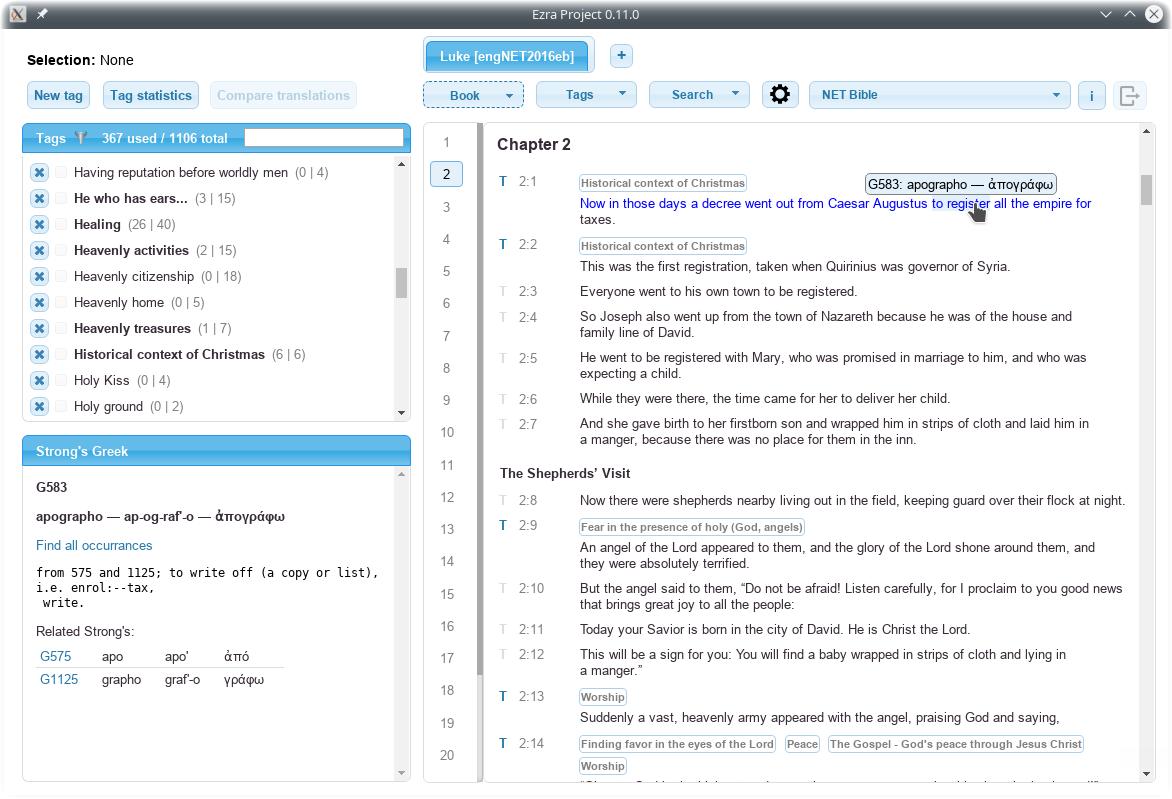 Ezra Project 0.11.0
Selection: None
New tag
Tag statistics
Compare translations
Tags
367 used / 1106 total
Having reputation before worldly men (0 | 4)
He who has ears... (3 | 15)
Healing (26 | 40)
Heavenly activities (2 | 15)
Heavenly citizenship (0 | 18)
Heavenly home (0 | 5)
Heavenly treasures (1 | 7)
Historical context of Christmas (6 | 6)
Holy Kiss (0 | 4)
Holy ground (0 | 2)
Strong's Greek
G583
apographo — ap-og-raf'-o — ἀπογράφω
Find all occurrances
from 575 and 1125; to write off (a copy or list),
i.e. enrol:--tax,
write.
Related Strong's:
G575 apo apo' ἀπό
G1125 grapho graf'-o γράφω
Luke [engNET2016eb]
+
Book
Tags
Search
NET Bible
i
1
2
3
4
5
6
7
8
9
10
11
12
13
14
15
16
17
18
19
20
Chapter 2
T 2:1 Historical context of Christmas
G583: apographo — ἀπογράφω
Now in those days a decree went out from Caesar Augustus to register all the empire for
taxes.
T 2:2 Historical context of Christmas
This was the first registration, taken when Quirinius was governor of Syria.
T 2:3 Everyone went to his own town to be registered.
T 2:4 So Joseph also went up from the town of Nazareth because he was of the house and
family line of David.
T 2:5 He went to be registered with Mary, who was promised in marriage to him, and who was
expecting a child.
T 2:6 While they were there, the time came for her to deliver her child.
T 2:7 And she gave birth to her firstborn son and wrapped him in strips of cloth and laid him in
a manger, because there was no place for them in the inn.
The Shepherds’ Visit
T 2:8 Now there were shepherds nearby living out in the field, keeping guard over their flock at night.
T 2:9 Fear in the presence of holy (God, angels)
An angel of the Lord appeared to them, and the glory of the Lord shone around them, and
they were absolutely terrified.
T 2:10 But the angel said to them, “Do not be afraid! Listen carefully, for I proclaim to you good news
that brings great joy to all the people:
T 2:11 Today your Savior is born in the city of David. He is Christ the Lord.
T 2:12 This will be a sign for you: You will find a baby wrapped in strips of cloth and lying in
a manger.”
T 2:13 Worship
Suddenly a vast, heavenly army appeared with the angel, praising God and saying,
T 2:14 Finding favor in the eyes of the Lord Peace The Gospel - God's peace through Jesus Christ
Worship